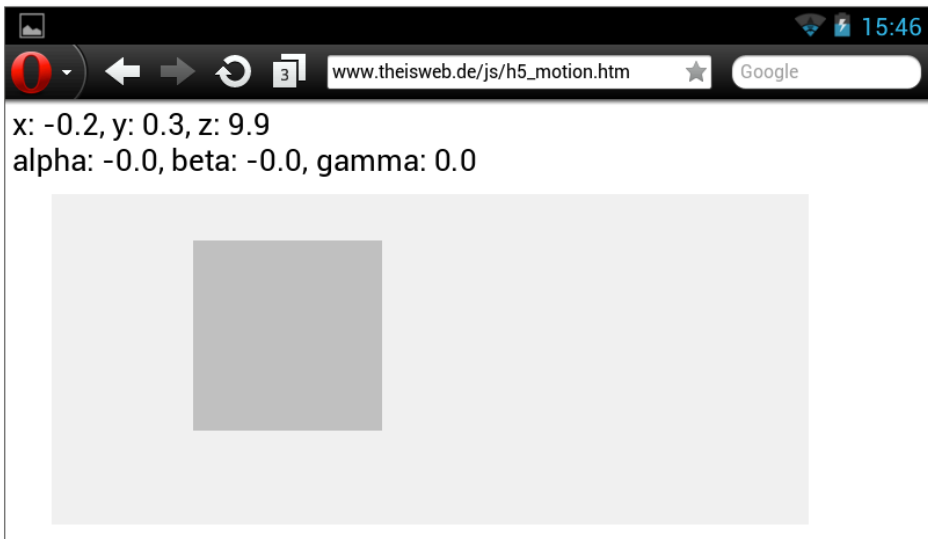 15:46
3
www.theisweb.de/js/h5_motion.htm
Google
x: -0.2, y: 0.3, z: 9.9
alpha: -0.0, beta: -0.0, gamma: 0.0